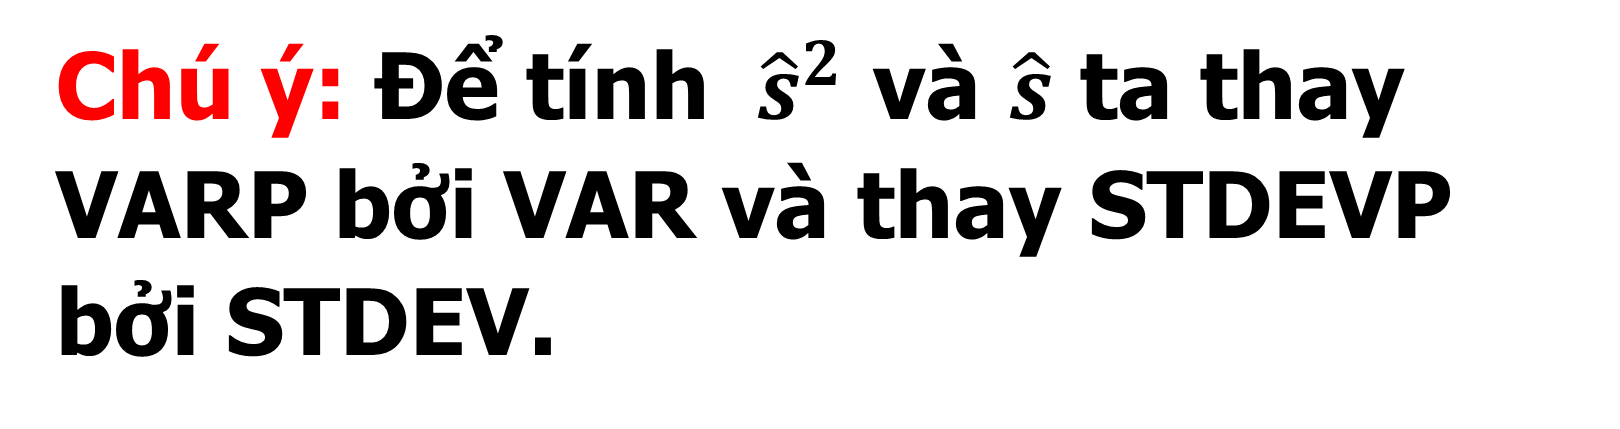 Chú ý: Để tính ŝ² và ŝ ta thay
VARP bởi VAR và thay STDEVP
bởi STDEV.